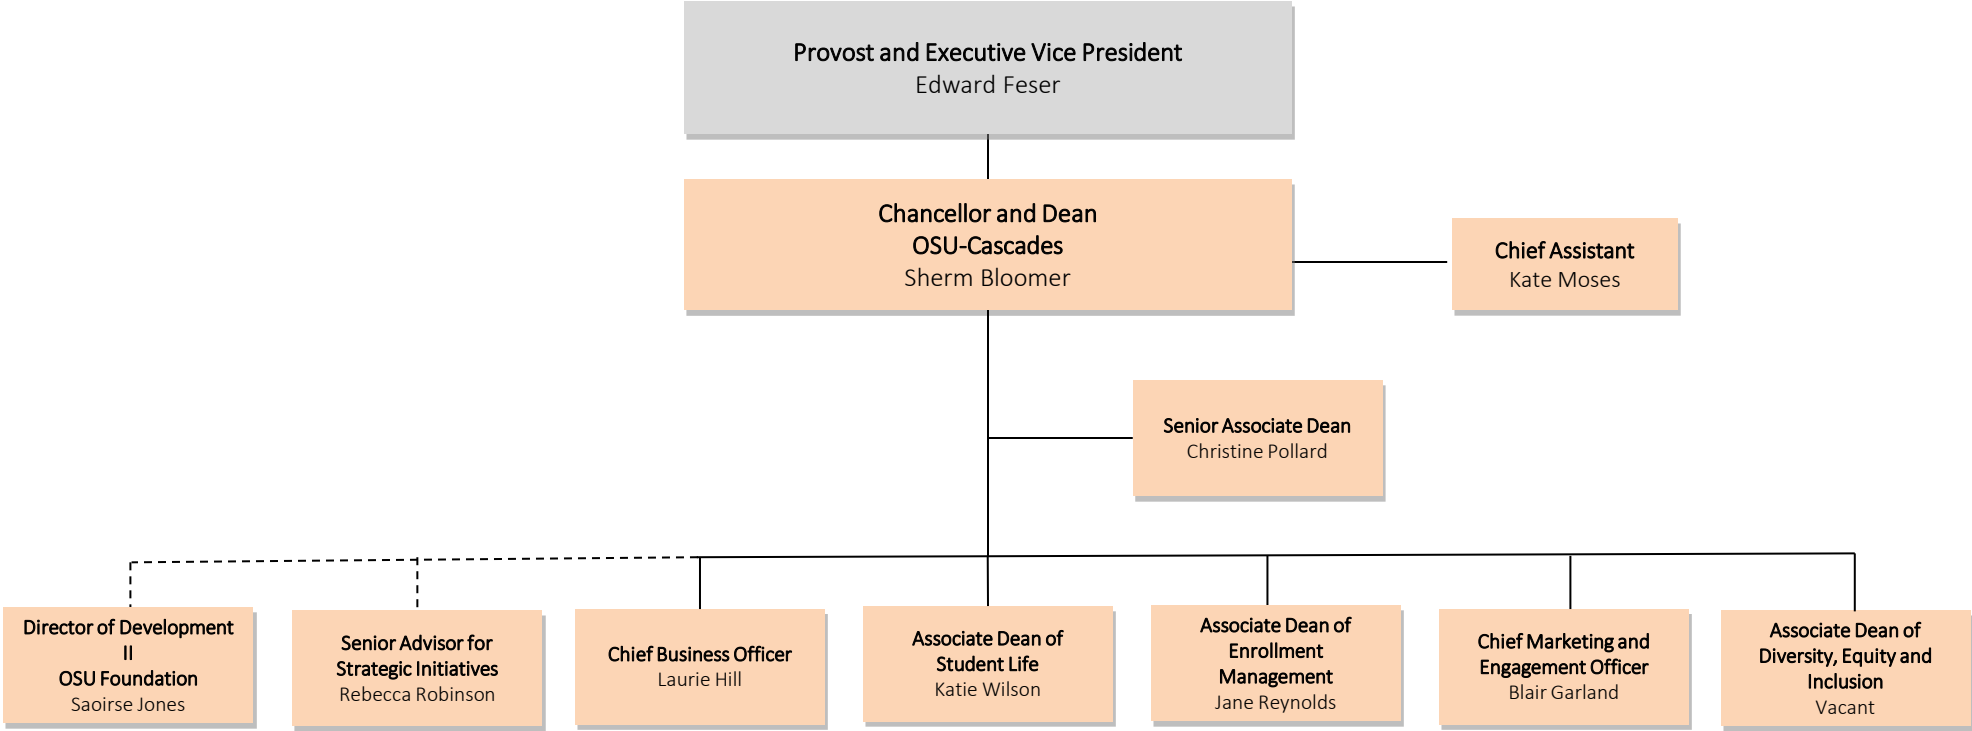 Provost and Executive Vice President
Edward Feser
Chancellor and Dean
OSU-Cascades
Sherm Bloomer
Chief Assistant
Kate Moses
Senior Associate Dean
Christine Pollard
Director of Development
II
OSU Foundation
Saoirse Jones
Senior Advisor for
Strategic Initiatives
Rebecca Robinson
Chief Business Officer
Laurie Hill
Associate Dean of
Student Life
Katie Wilson
Associate Dean of
Enrollment
Management
Jane Reynolds
Chief Marketing and
Engagement Officer
Blair Garland
Associate Dean of
Diversity, Equity and
Inclusion
Vacant